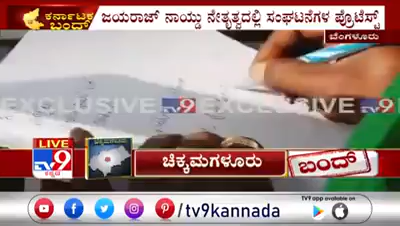 ಕರ್ನಾಟಕ ಬಂದ್
ಜಯರಾಜ್ ನಾಯ್ಡು ನೇತೃತ್ವದಲ್ಲಿ ಸಂಘಟನೆಗಳ ಪ್ರೊಟೆಸ್ಟ್
ಬೆಂಗಳೂರು
EXCLUSIVE TV9 EXCLUSIVE
LIVE
TV9
ಕನ್ನಡ
ಚಿಕ್ಕಮಗಳೂರು
ಬಂದ್
/tv9kannada
TV9 app available on